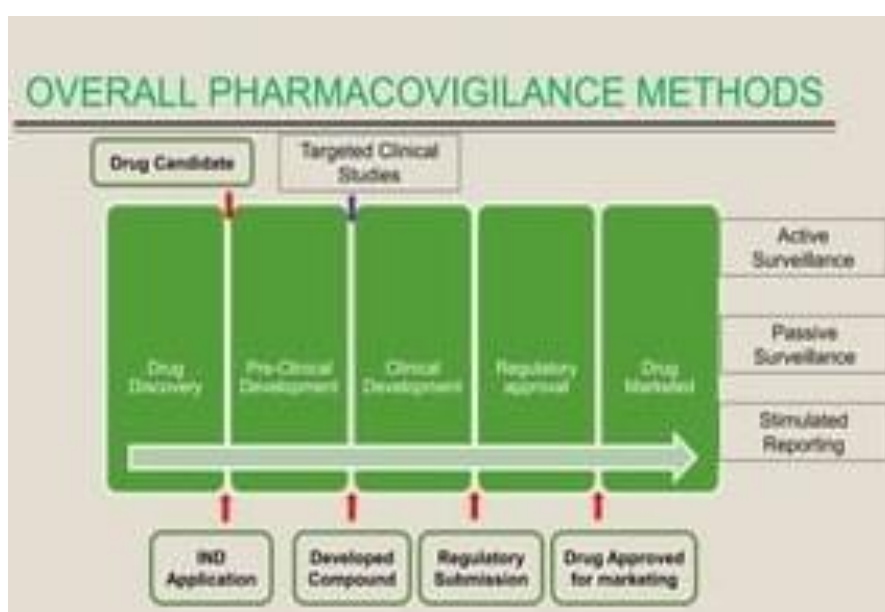 OVERALL PHARMACOVIGILANCE METHODS
Drug Candidate
Targeted Clinical
Studies
Active
Surveillance
Passive
Surveillance
Stimulated
Reporting
Drug
Discovery
Pre-Clinical
Development
Clinical
Development
Regulatory
approval
Drug
Marketed
IND
Application
Developed
Compound
Regulatory
Submission
Drug Approved
for marketing